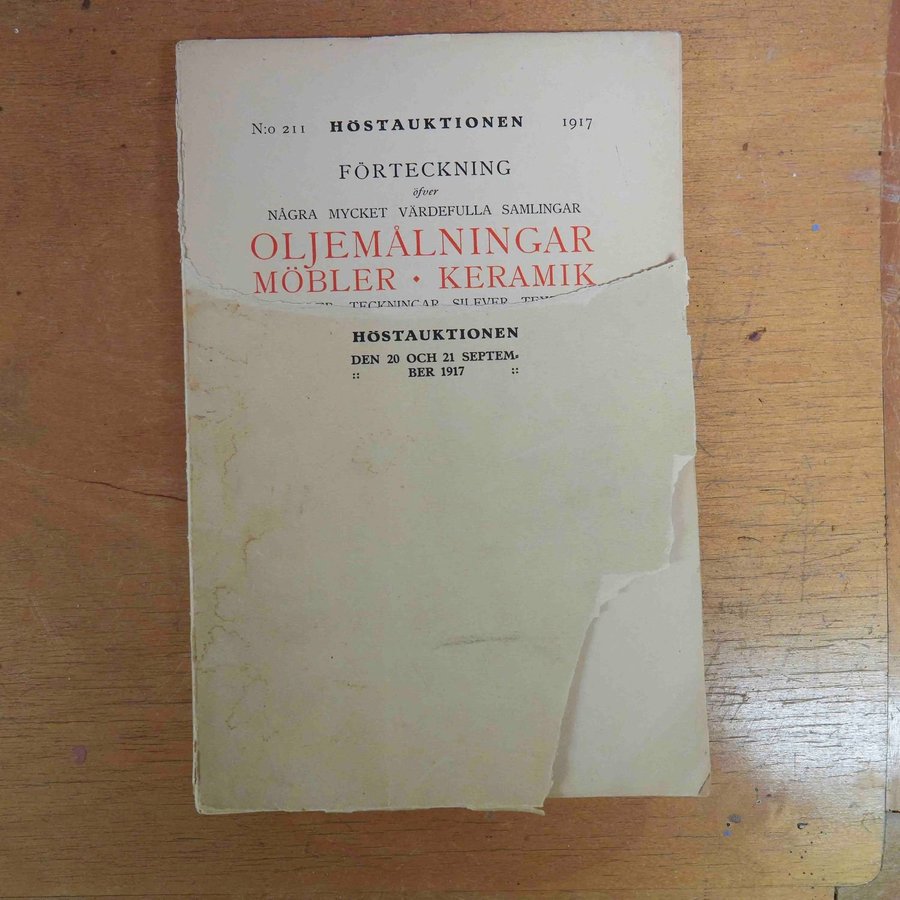 N:o 211 HÖSTAUKTIONEN 1917
FÖRTECKNING
öfver
NÅGRA MYCKET VÄRDEFULLA SAMLINGAR
OLJEMÅLNINGAR
MÖBLER · KERAMIK
TECKNINGAR SILFVER
HÖSTAUKTIONEN
DEN 20 OCH 21 SEPTEM-
:: BER 1917 ::